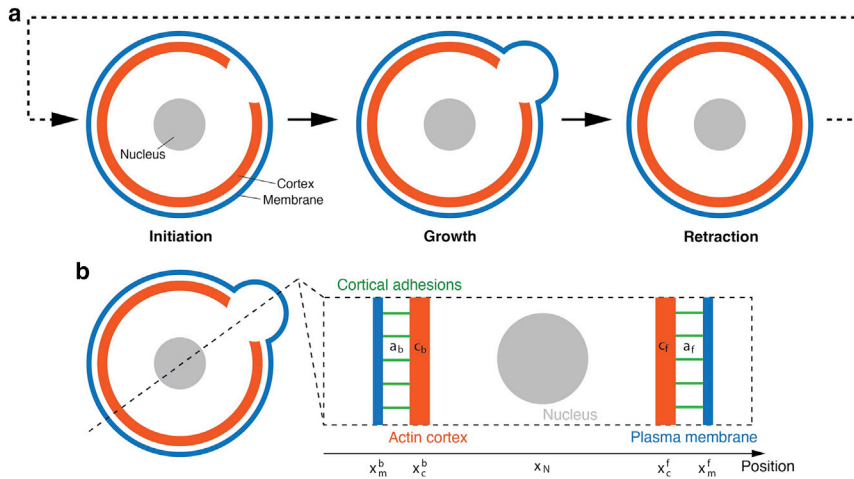 a
Nucleus
Cortex
Membrane
Initiation
Growth
Retraction
b
Cortical adhesions
a_b c_b
c_f a_f
Nucleus
Actin cortex
Plasma membrane
x_m^b x_c^b x_N x_c^f x_m^f Position